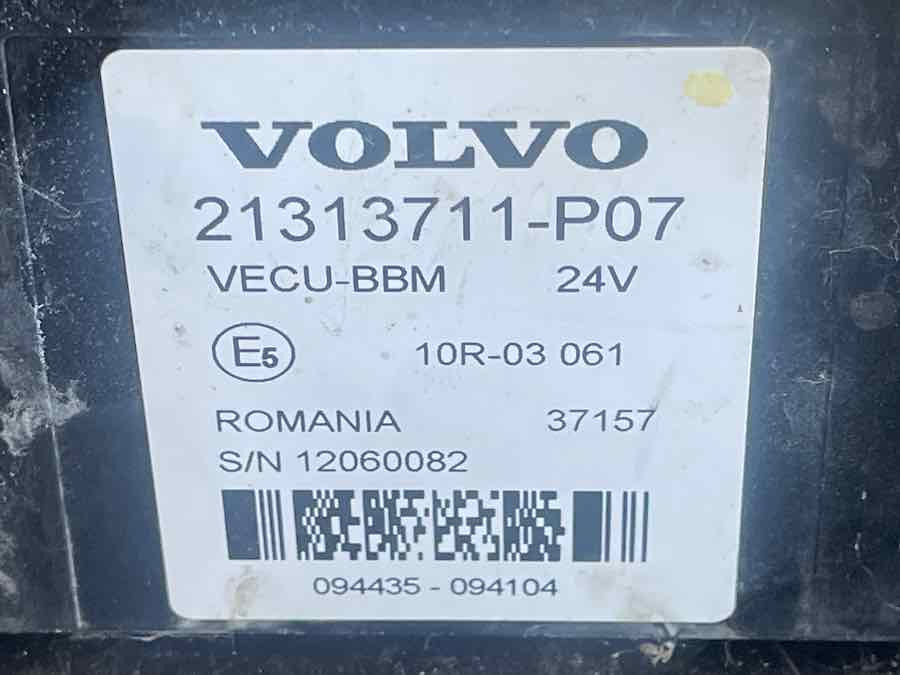 VOLVO
21313711-P07
VECU-BBM 24V
E5 10R-03 061
ROMANIA 37157
S/N 12060082
094435 - 094104